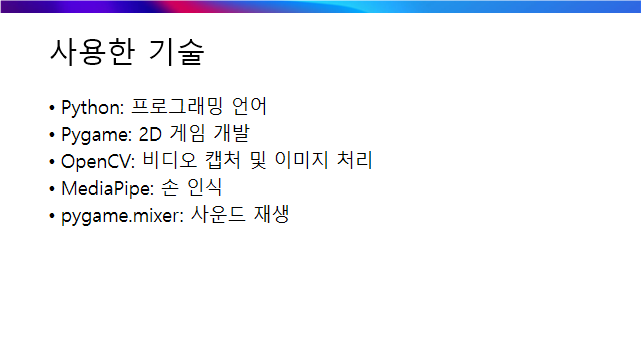 사용한 기술
• Python: 프로그래밍 언어
• Pygame: 2D 게임 개발
• OpenCV: 비디오 캡처 및 이미지 처리
• MediaPipe: 손 인식
• pygame.mixer: 사운드 재생